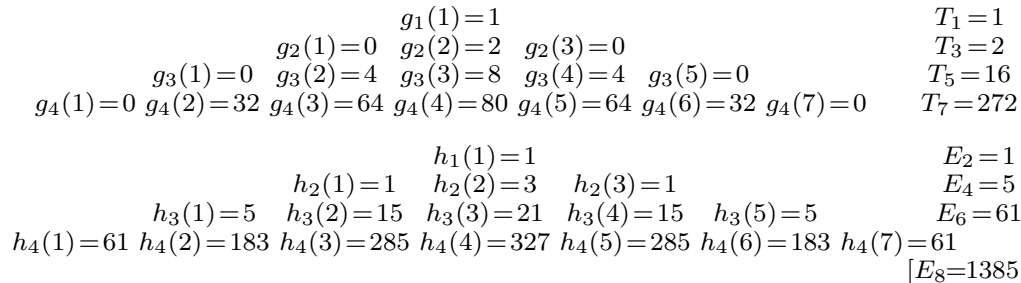 g₁(1)=1 T₁=1
g₂(1)=0 g₂(2)=2 g₂(3)=0 T₃=2
g₃(1)=0 g₃(2)=4 g₃(3)=8 g₃(4)=4 g₃(5)=0 T₅=16
g₄(1)=0 g₄(2)=32 g₄(3)=64 g₄(4)=80 g₄(5)=64 g₄(6)=32 g₄(7)=0 T₇=272
h₁(1)=1 E₂=1
h₂(1)=1 h₂(2)=3 h₂(3)=1 E₄=5
h₃(1)=5 h₃(2)=15 h₃(3)=21 h₃(4)=15 h₃(5)=5 E₆=61
h₄(1)=61 h₄(2)=183 h₄(3)=285 h₄(4)=327 h₄(5)=285 h₄(6)=183 h₄(7)=61
[E₈=1385